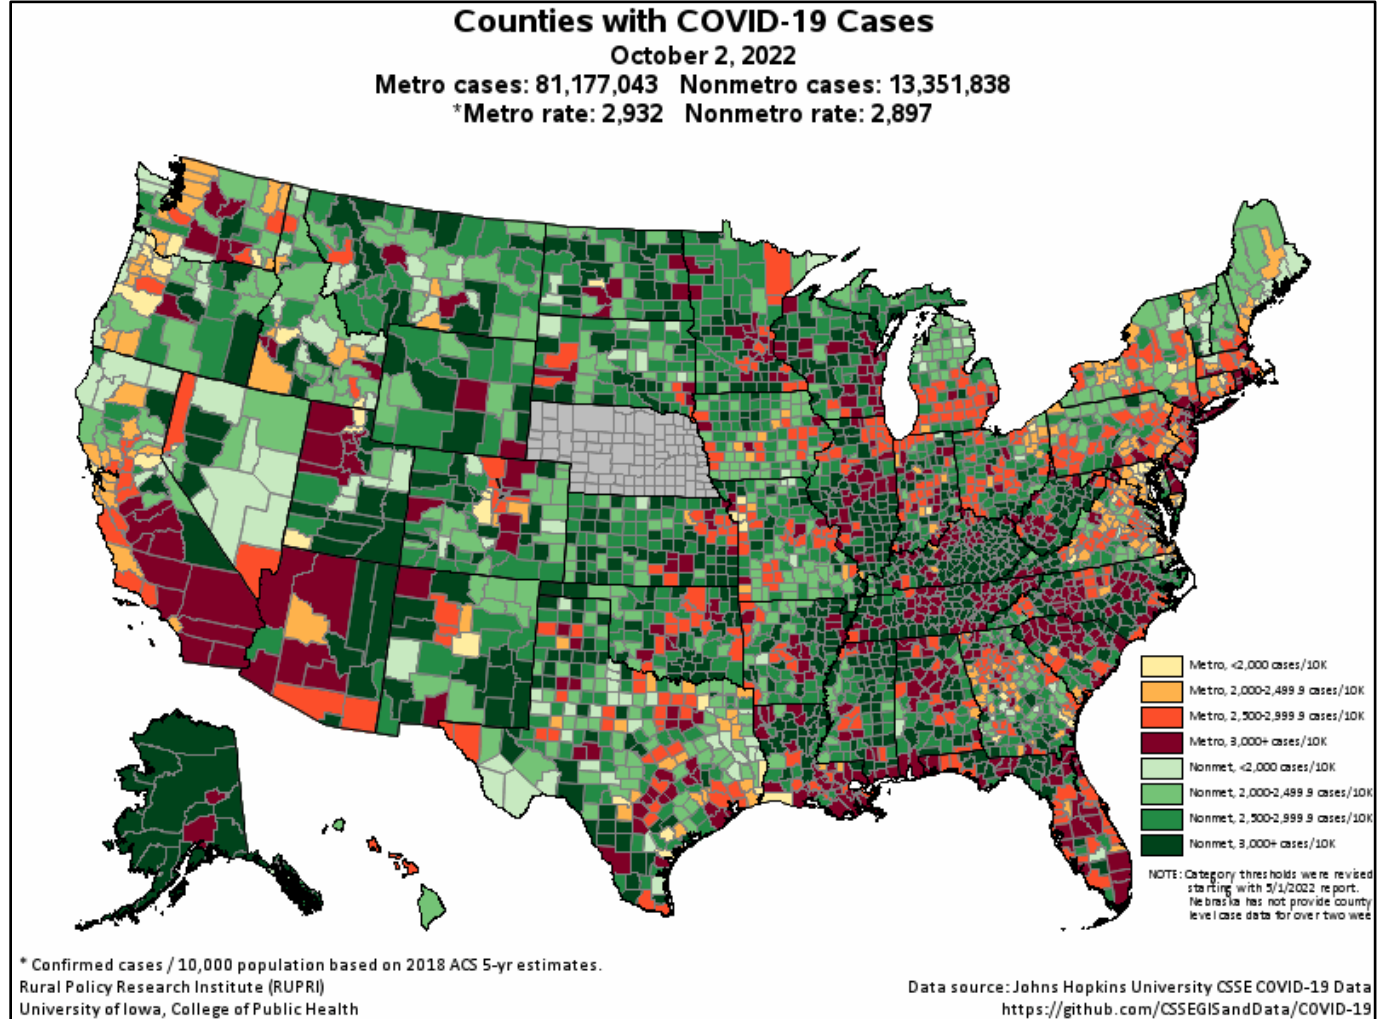 Counties with COVID-19 Cases
October 2, 2022
Metro cases: 81,177,043 Nonmetro cases: 13,351,838
*Metro rate: 2,932 Nonmetro rate: 2,897
Metro, <2,000 cases/10K
Metro, 2,000-2,499.9 cases/10K
Metro, 2,500-2,999.9 cases/10K
Metro, 3,000+ cases/10K
Nonmet, <2,000 cases/10K
Nonmet, 2,000-2,499.9 cases/10K
Nonmet, 2,500-2,999.9 cases/10K
Nonmet, 3,000+ cases/10K
NOTE: Category thresholds were revised
starting with 5/1/2022 report.
Nebraska has not provide county
level case data for over two wee
* Confirmed cases / 10,000 population based on 2018 ACS 5-yr estimates.
Rural Policy Research Institute (RUPRI)
University of Iowa, College of Public Health
Data source: Johns Hopkins University CSSE COVID-19 Data
https://github.com/CSSEGISandData/COVID-19